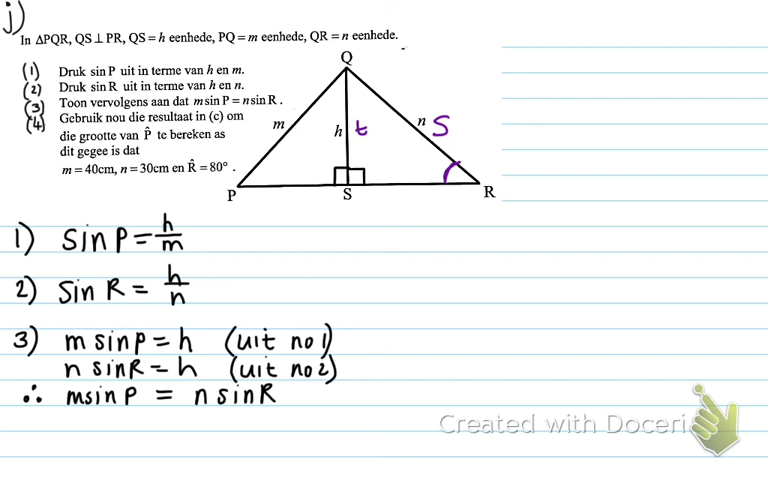 j)
In ΔPQR, QS ⊥ PR, QS = h eenhede, PQ = m eenhede, QR = n eenhede.
(1) Druk sin P uit in terme van h en m.
(2) Druk sin R uit in terme van h en n.
(3) Toon vervolgens aan dat m sin P = n sin R.
(4) Gebruik nou die resultaat in (c) om
die grootte van P̂ te bereken as
dit gegee is dat
m = 40cm, n = 30cm en R̂ = 80°.
Q
m
h
t
n
S
P
S
R
1) sin P = h/m
2) sin R = h/n
3) m sin P = h (uit no 1)
n sin R = h (uit no 2)
∴ m sin P = n sin R
Created with Doceri